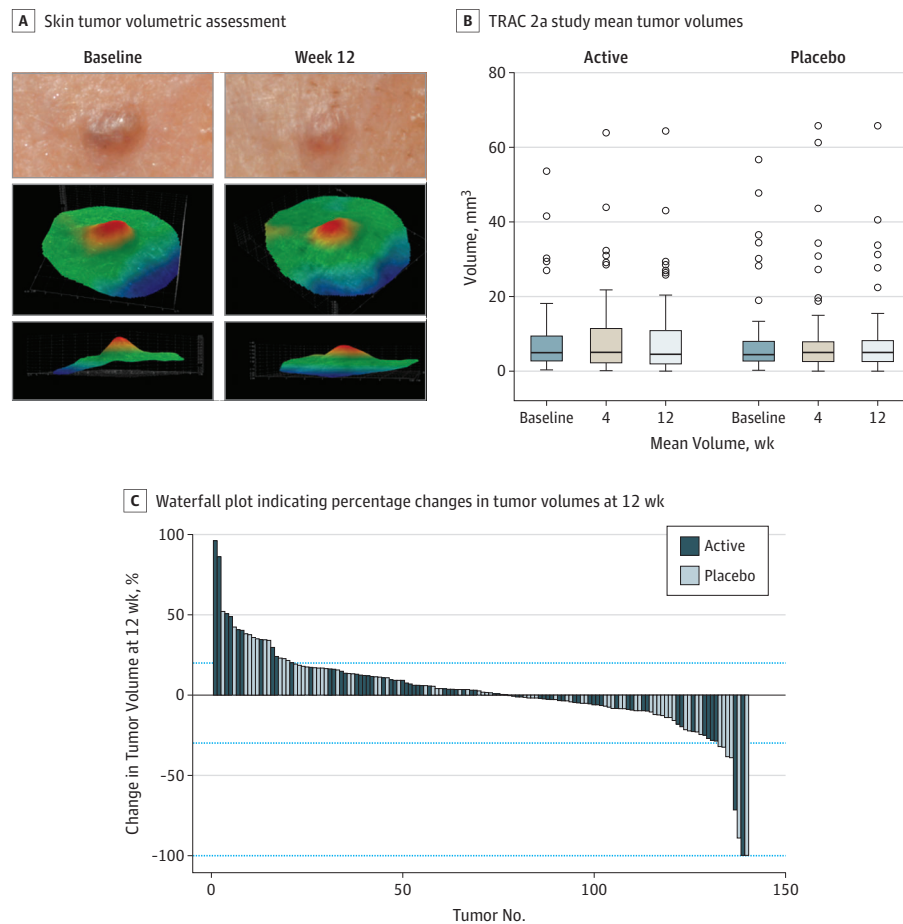 A Skin tumor volumetric assessment
Baseline
Week 12
B TRAC 2a study mean tumor volumes
Active
Placebo
Volume, mm³
80
60
40
20
0
Baseline
4
12
Baseline
4
12
Mean Volume, wk
C Waterfall plot indicating percentage changes in tumor volumes at 12 wk
Active
Placebo
Change in Tumor Volume at 12 wk, %
100
50
0
-50
-100
0
50
100
150
Tumor No.